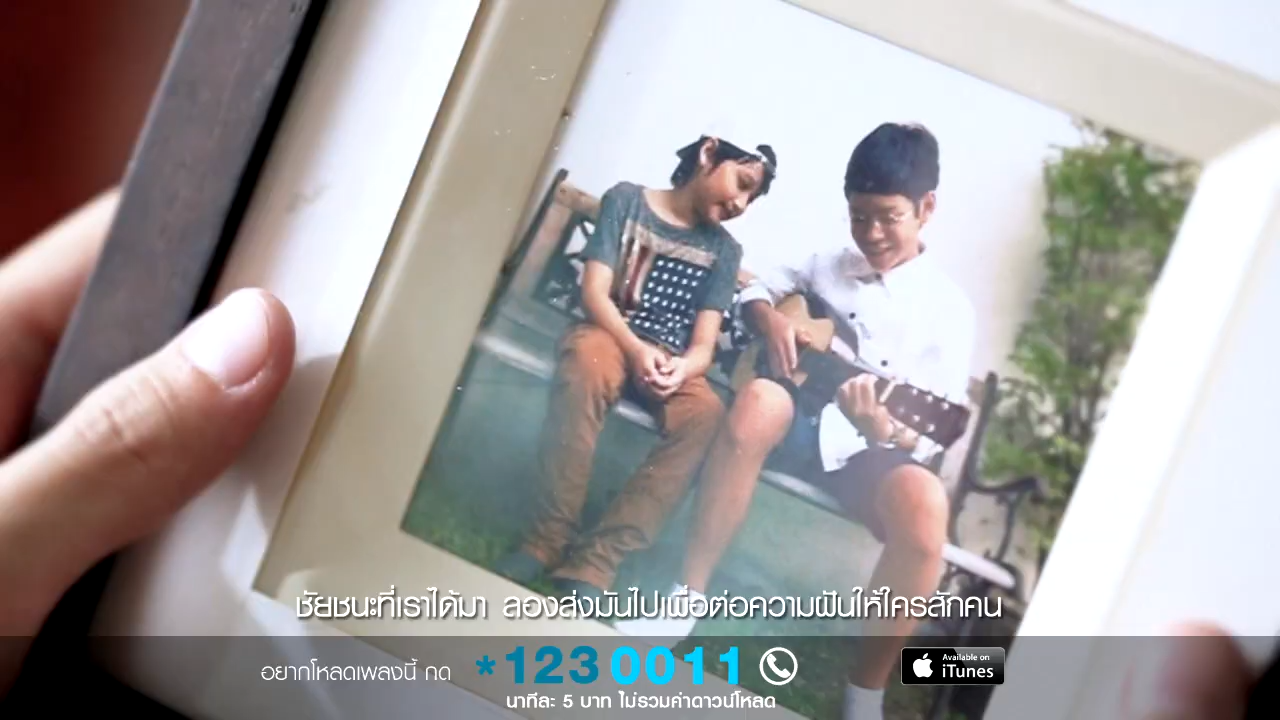 ชัยชนะที่เราได้มา ลองส่งมันไปเพื่อต่อความฝันให้ใครสักคน
อยากโหลดเพลงนี้ กด *123 0011
นาทีละ 5 บาท ไม่รวมค่าดาวน์โหลด
Available on
iTunes